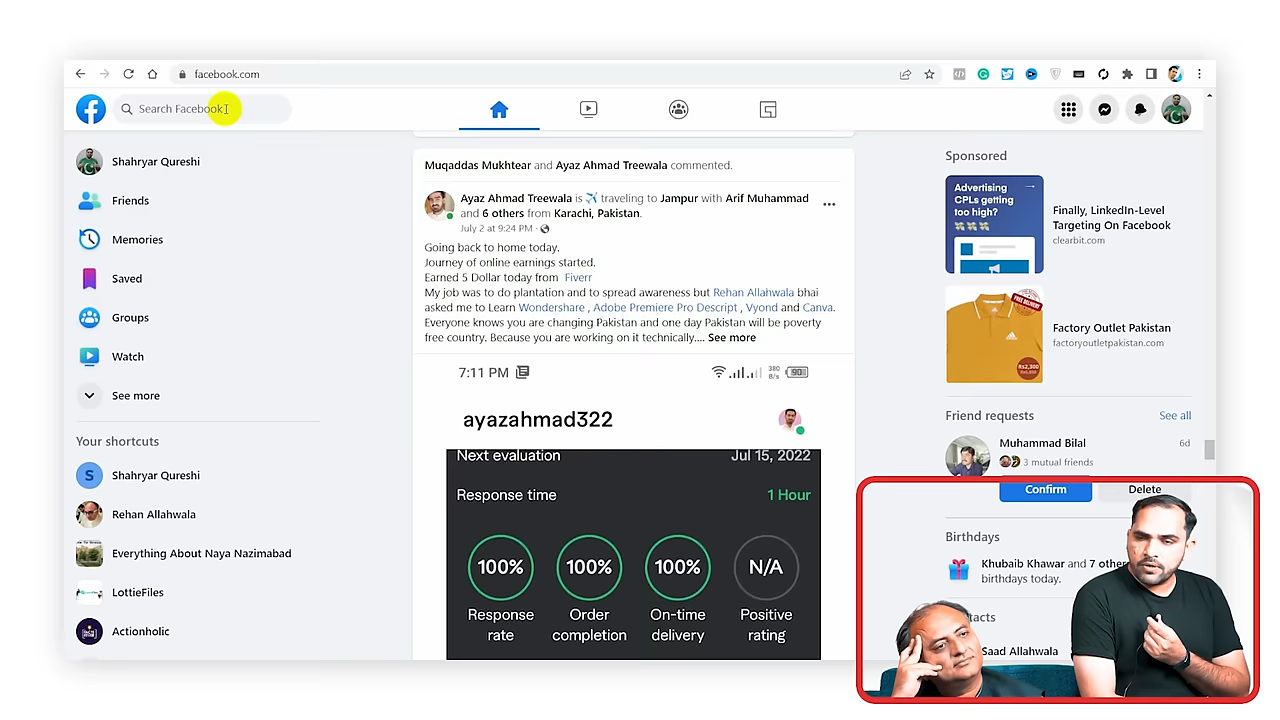 facebook.com
Search Facebook
Shahryar Qureshi
Friends
Memories
Saved
Groups
Watch
See more
Your shortcuts
S
Shahryar Qureshi
Rehan Allahwala
Everything About Naya Nazimabad
LottieFiles
Actionholic
Muqaddas Mukhtear and Ayaz Ahmad Treewala commented.
Ayaz Ahmad Treewala is ✈️ traveling to Jampur with Arif Muhammad
and 6 others from Karachi, Pakistan.
July 2 at 9:24 PM ·
Going back to home today.
Journey of online earnings started.
Earned 5 Dollar today from Fiverr
My job was to do plantation and to spread awareness but Rehan Allahwala bhai
asked me to Learn Wondershare , Adobe Premiere Pro Descript , Vyond and Canva.
Everyone knows you are changing Pakistan and one day Pakistan will be poverty
free country. Because you are working on it technically.... See more
7:11 PM
380
B/s
90
ayazahmad322
Next evaluation Jul 15, 2022
Response time 1 Hour
100% 100% 100% N/A
Response Order On-time Positive
rate completion delivery rating
Sponsored
Advertising
CPLs getting
too high?
Finally, LinkedIn-Level
Targeting On Facebook
clearbit.com
FREE DELIVERY
Rs2,300
Factory Outlet Pakistan
factoryoutletpakistan.com
Friend requests See all
Muhammad Bilal 6d
3 mutual friends
Confirm Delete
Birthdays
Khubaib Khawar and 7 other
birthdays today.
tacts
Saad Allahwala